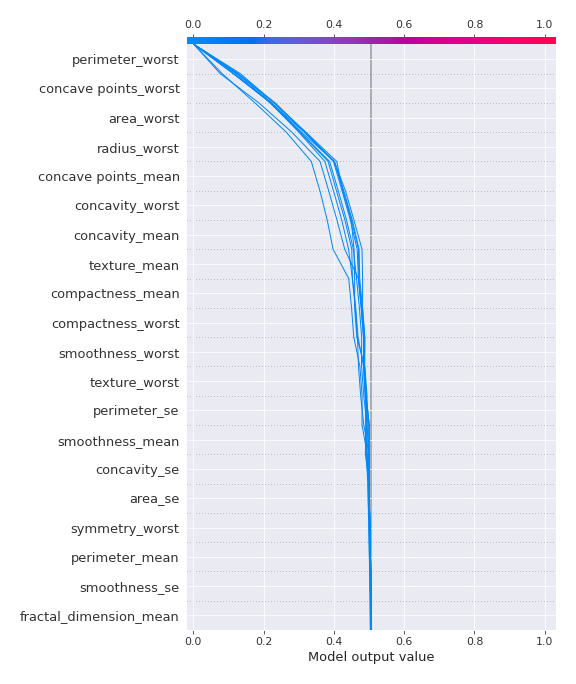 0.0 0.2 0.4 0.6 0.8 1.0
perimeter_worst
concave points_worst
area_worst
radius_worst
concave points_mean
concavity_worst
concavity_mean
texture_mean
compactness_mean
compactness_worst
smoothness_worst
texture_worst
perimeter_se
smoothness_mean
concavity_se
area_se
symmetry_worst
perimeter_mean
smoothness_se
fractal_dimension_mean
0.0 0.2 0.4 0.6 0.8 1.0
Model output value